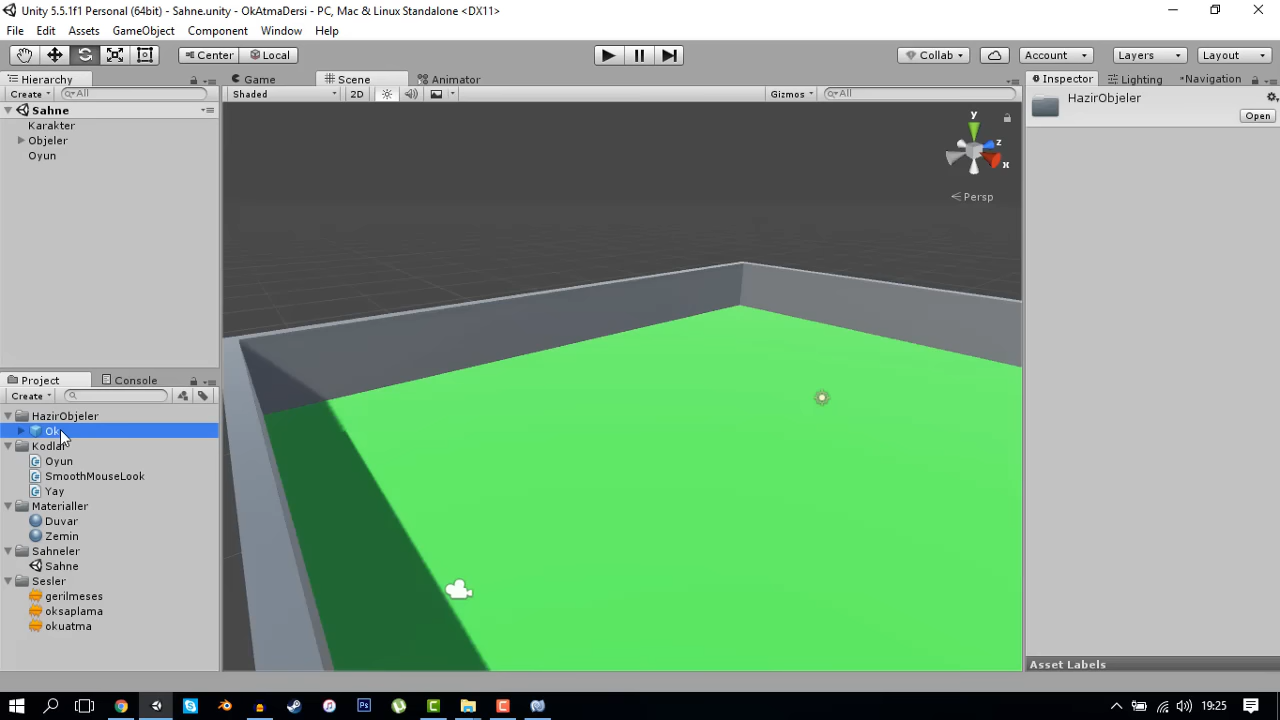 Unity 5.5.1f1 Personal (64bit) - Sahne.unity - OkAtmaDersi - PC, Mac & Linux Standalone <DX11>
File Edit Assets GameObject Component Window Help
Center Local Collab Account Layers Layout
Hierarchy Game Scene Animator Inspector Lighting Navigation
Create All Shaded 2D Gizmos All HazirObjeler
Sahne Open
Karakter
Objeler
Oyun
y
z
x
Persp
Project Console
Create
HazirObjeler
Ok
Kodlar
Oyun
SmoothMouseLook
Yay
Materialler
Duvar
Zemin
Sahneler
Sahne
Sesler
gerilmeses
oksaplama
okuatma
Asset Labels
19:25